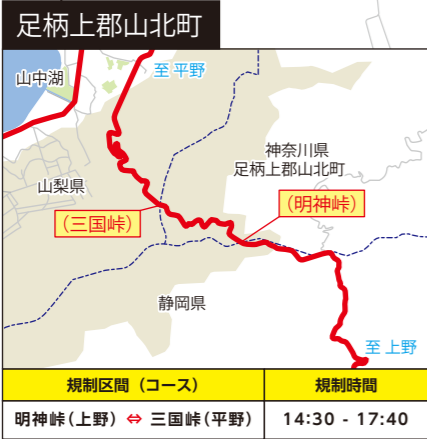 足柄上郡山北町
山中湖
至 平野
神奈川県
足柄上郡山北町
山梨県
(明神峠)
(三国峠)
静岡県
至 上野
規制区間（コース） 規制時間
明神峠(上野) ⇔ 三国峠(平野) 14:30 - 17:40